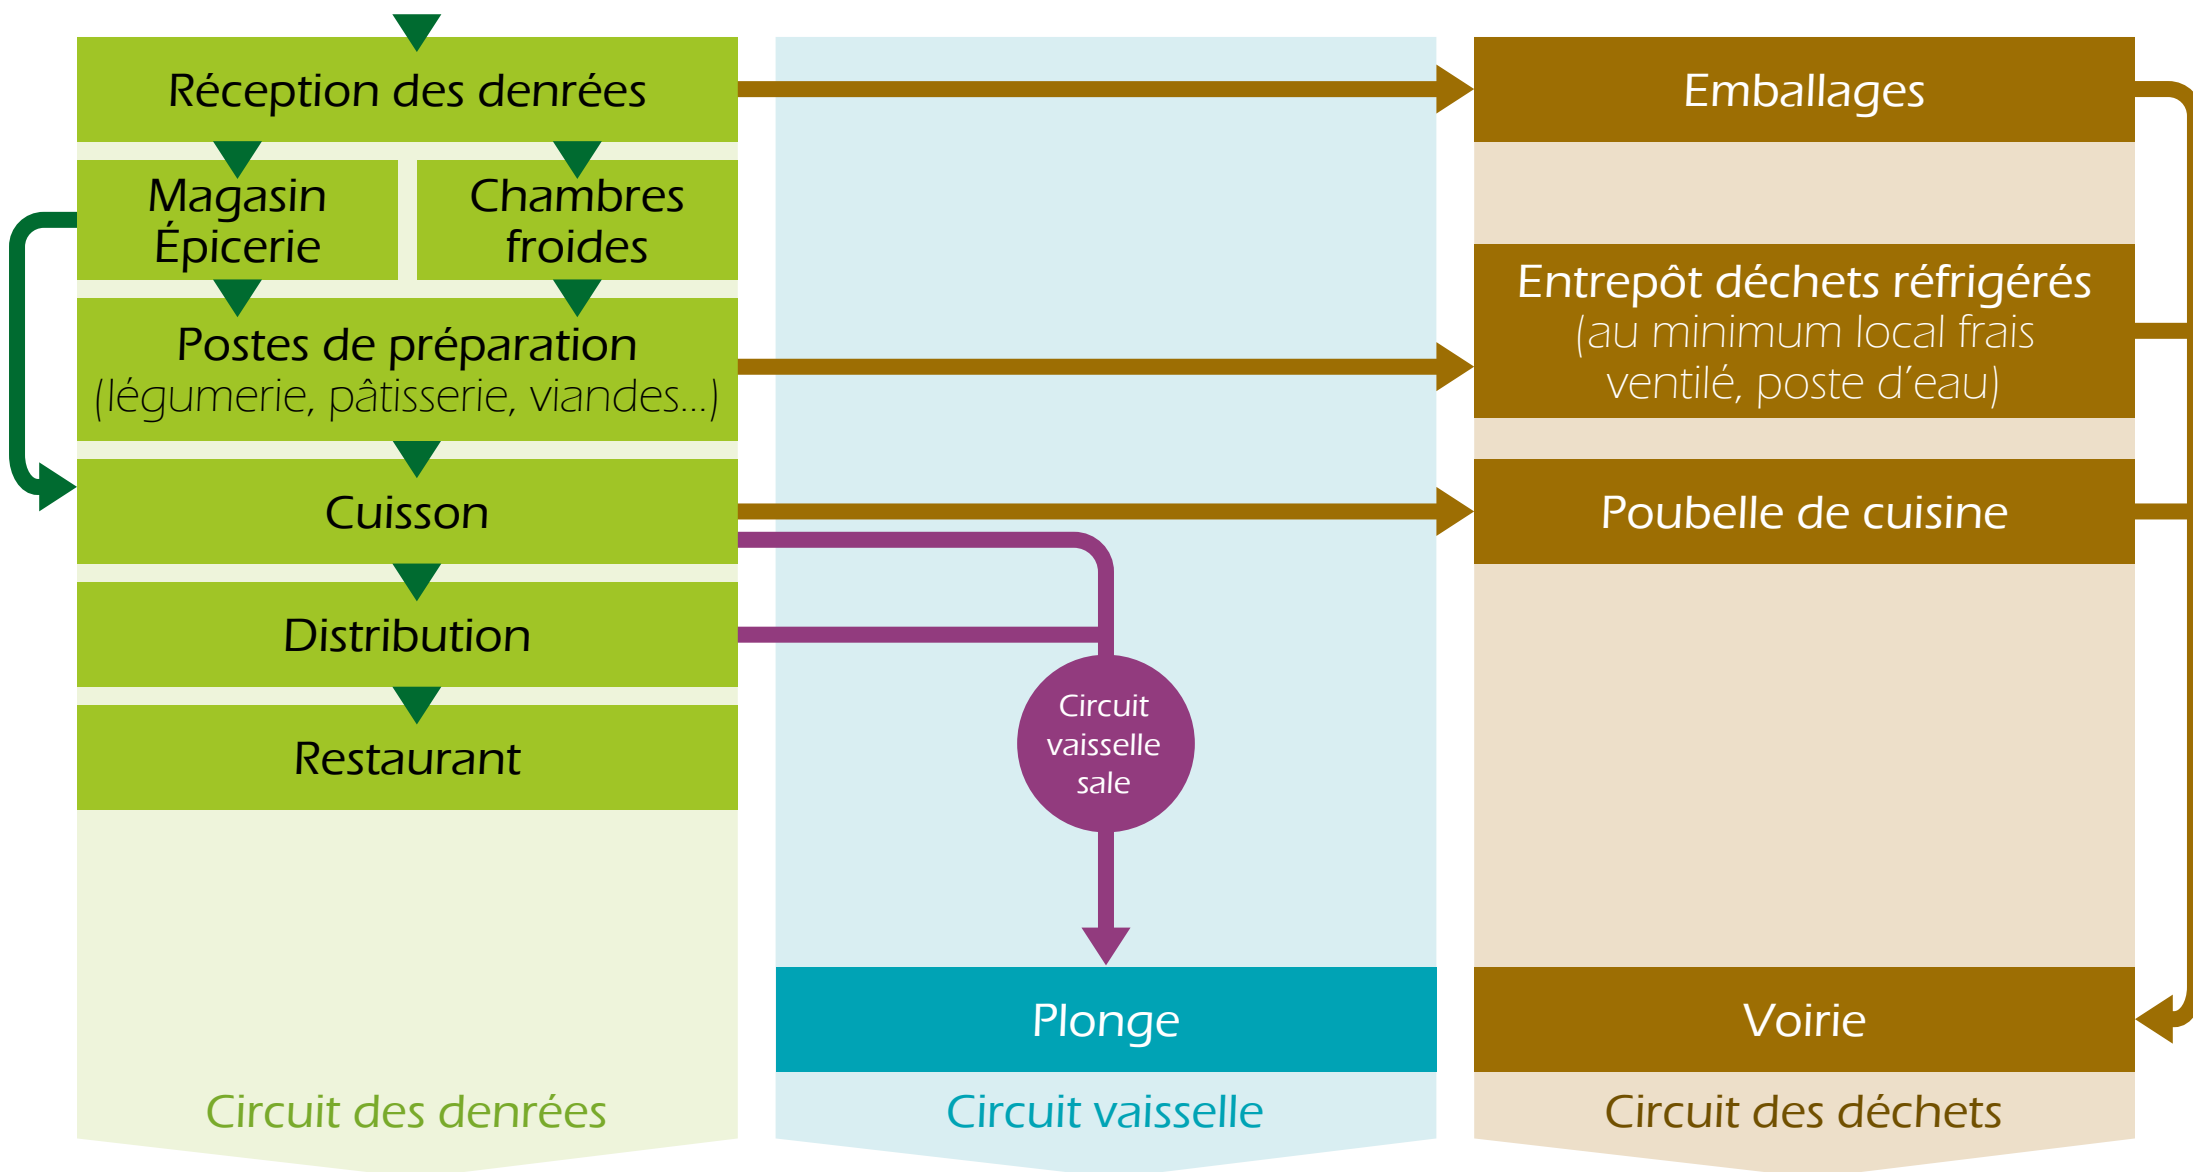 Réception des denrées
Magasin
Épicerie
Chambres
froides
Postes de préparation
(légumerie, pâtisserie, viandes...)
Cuisson
Distribution
Restaurant
Circuit des denrées
Circuit
vaisselle
sale
Plonge
Circuit vaisselle
Emballages
Entrepôt déchets réfrigérés
(au minimum local frais
ventilé, poste d’eau)
Poubelle de cuisine
Voirie
Circuit des déchets